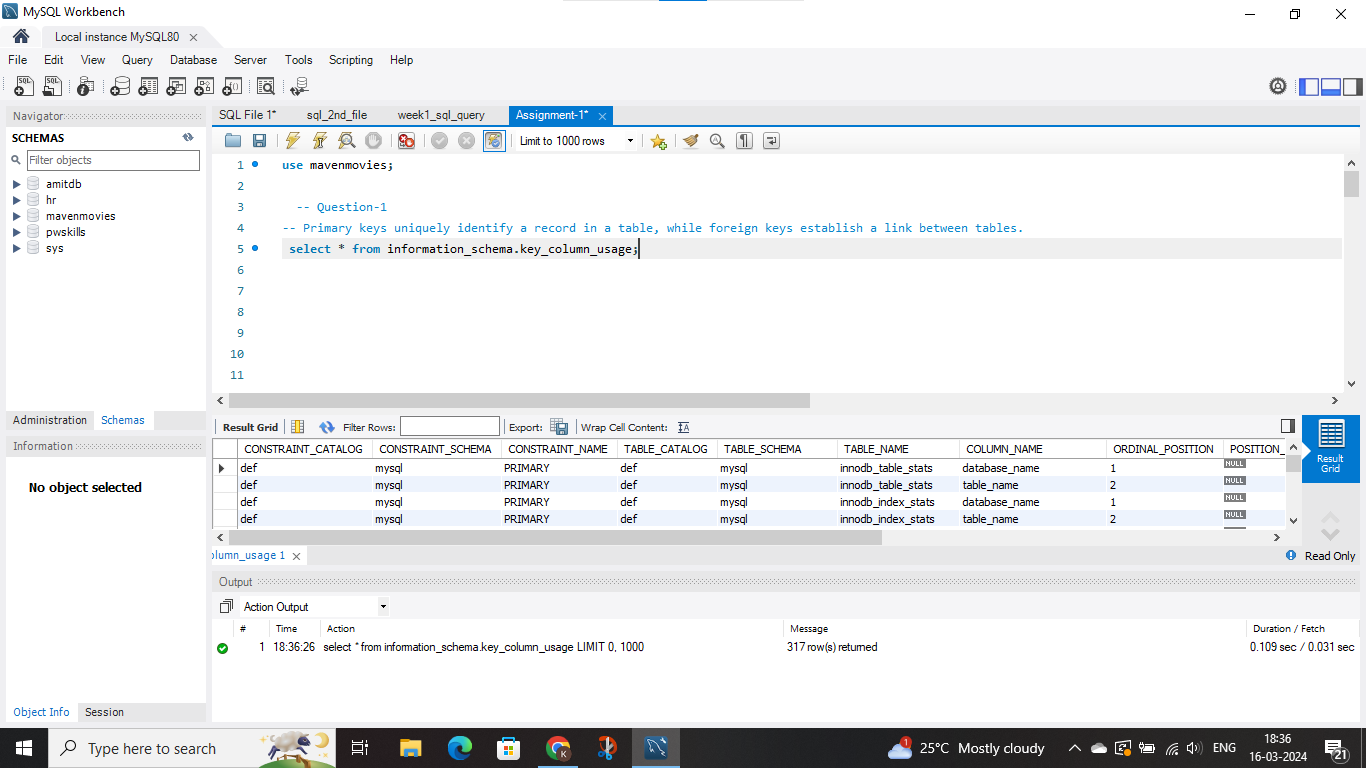 MySQL Workbench
Local instance MySQL80
File Edit View Query Database Server Tools Scripting Help
Navigator
SCHEMAS
Filter objects
amitdb
hr
mavenmovies
pwskills
sys
Administration Schemas
Information
No object selected
Object Info Session
SQL File 1* sql_2nd_file week1_sql_query Assignment-1*
Limit to 1000 rows
1 use mavenmovies;
2
3 -- Question-1
4 -- Primary keys uniquely identify a record in a table, while foreign keys establish a link between tables.
5 select * from information_schema.key_column_usage;
6
7
8
9
10
11
Result Grid Filter Rows: Export: Wrap Cell Content:
CONSTRAINT_CATALOG CONSTRAINT_SCHEMA CONSTRAINT_NAME TABLE_CATALOG TABLE_SCHEMA TABLE_NAME COLUMN_NAME ORDINAL_POSITION POSITION_
def mysql PRIMARY def mysql innodb_table_stats database_name 1 NULL
def mysql PRIMARY def mysql innodb_table_stats table_name 2 NULL
def mysql PRIMARY def mysql innodb_index_stats database_name 1 NULL
def mysql PRIMARY def mysql innodb_index_stats table_name 2 NULL
Result
Grid
olumn_usage 1
Read Only
Output
Action Output
# Time Action Message Duration / Fetch
1 18:36:26 select * from information_schema.key_column_usage LIMIT 0, 1000 317 row(s) returned 0.109 sec / 0.031 sec
Type here to search
25°C Mostly cloudy
ENG
18:36
16-03-2024
21